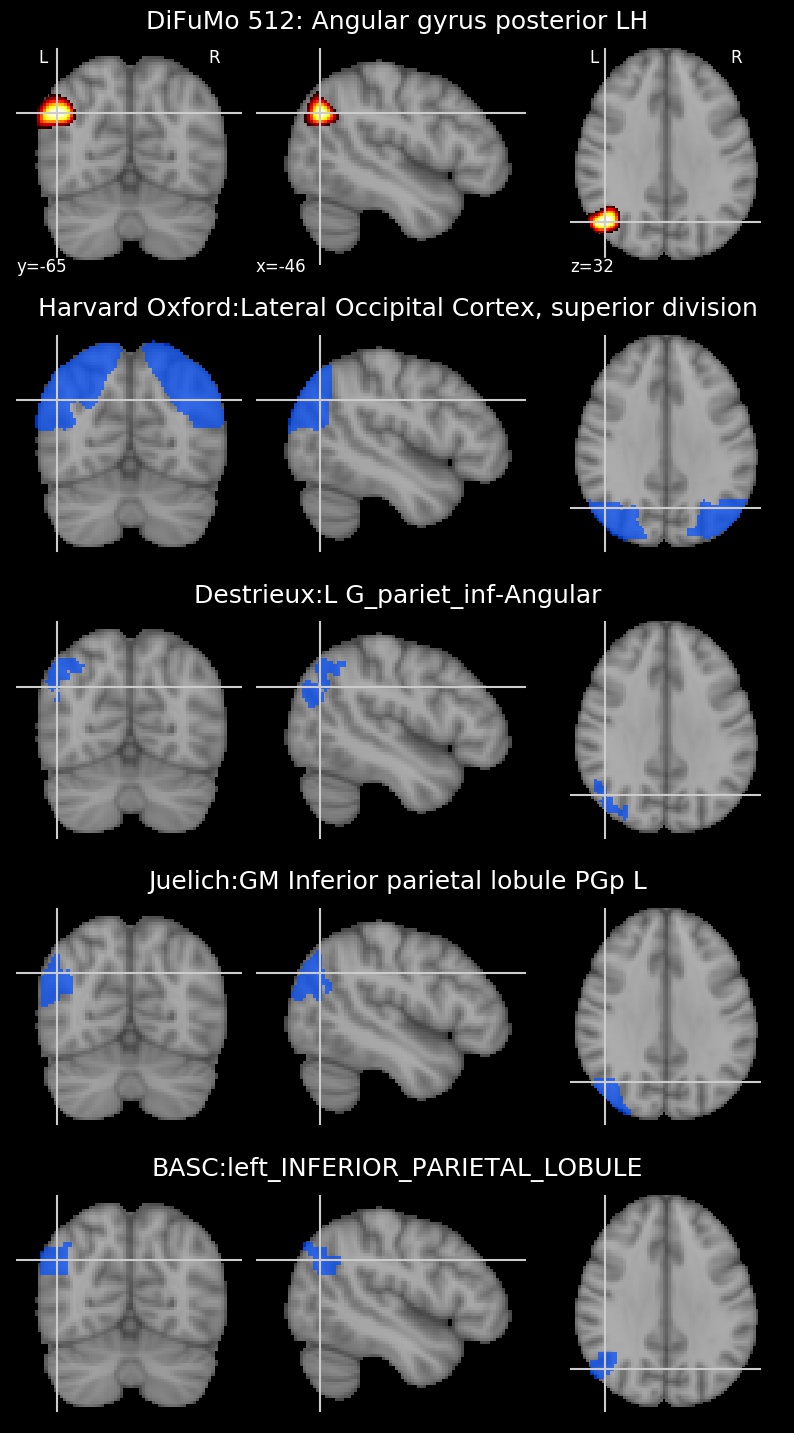 DiFuMo 512: Angular gyrus posterior LH
L R L R
y=-65 x=-46 z=32
Harvard Oxford:Lateral Occipital Cortex, superior division
Destrieux:L G_pariet_inf-Angular
Juelich:GM Inferior parietal lobule PGp L
BASC:left_INFERIOR_PARIETAL_LOBULE